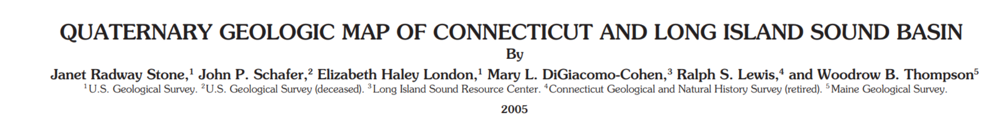 QUATERNARY GEOLOGIC MAP OF CONNECTICUT AND LONG ISLAND SOUND BASIN
By
Janet Radway Stone,¹ John P. Schafer,² Elizabeth Haley London,¹ Mary L. DiGiacomo-Cohen,³ Ralph S. Lewis,⁴ and Woodrow B. Thompson⁵
¹U.S. Geological Survey. ²U.S. Geological Survey (deceased). ³Long Island Sound Resource Center. ⁴Connecticut Geological and Natural History Survey (retired). ⁵Maine Geological Survey.
2005